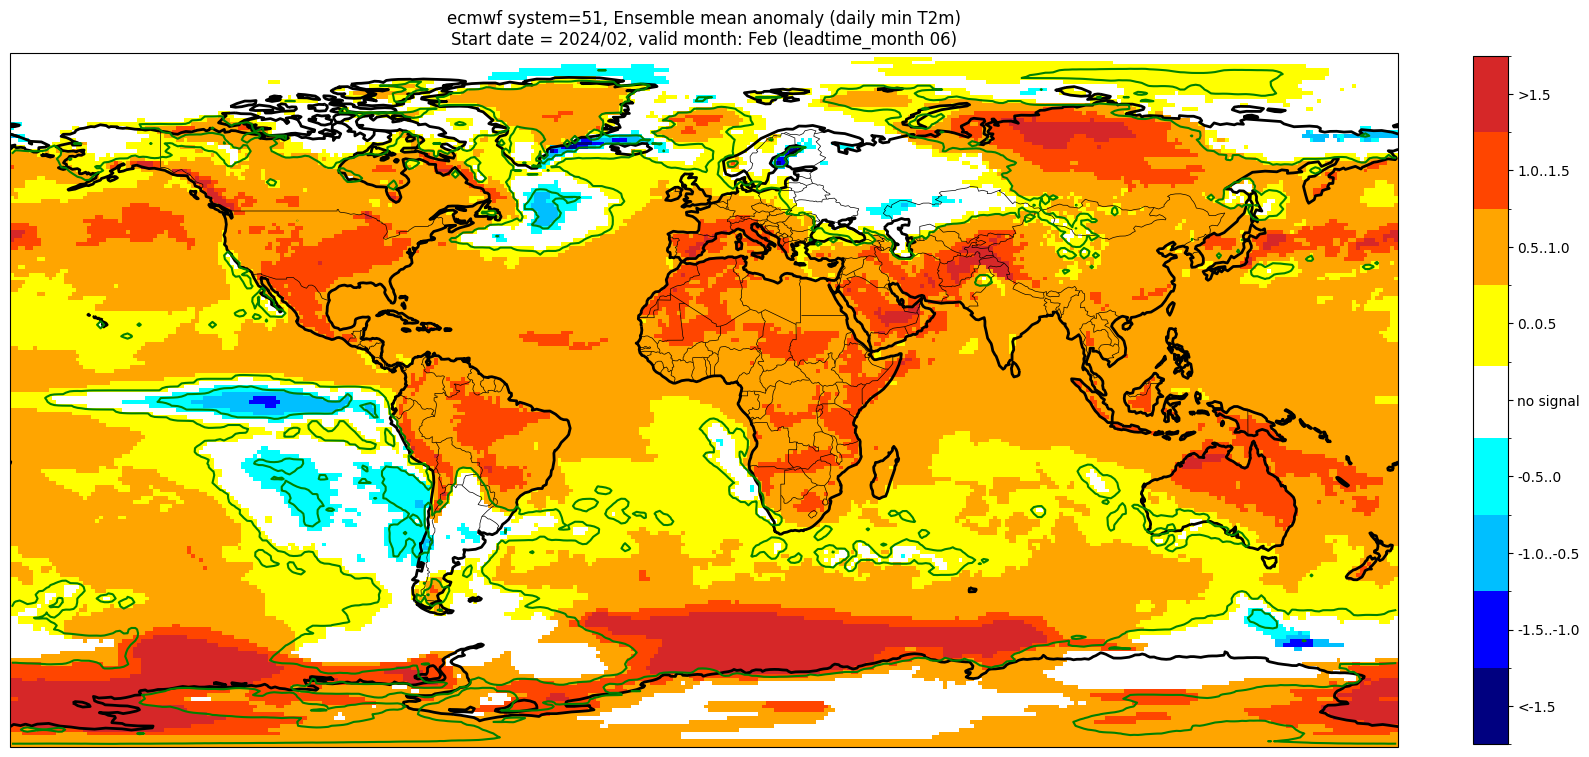 ecmwf system=51, Ensemble mean anomaly (daily min T2m)
Start date = 2024/02, valid month: Feb (leadtime_month 06)
>1.5
1.0..1.5
0.5..1.0
0..0.5
no signal
-0.5..0
-1.0..-0.5
-1.5..-1.0
<-1.5